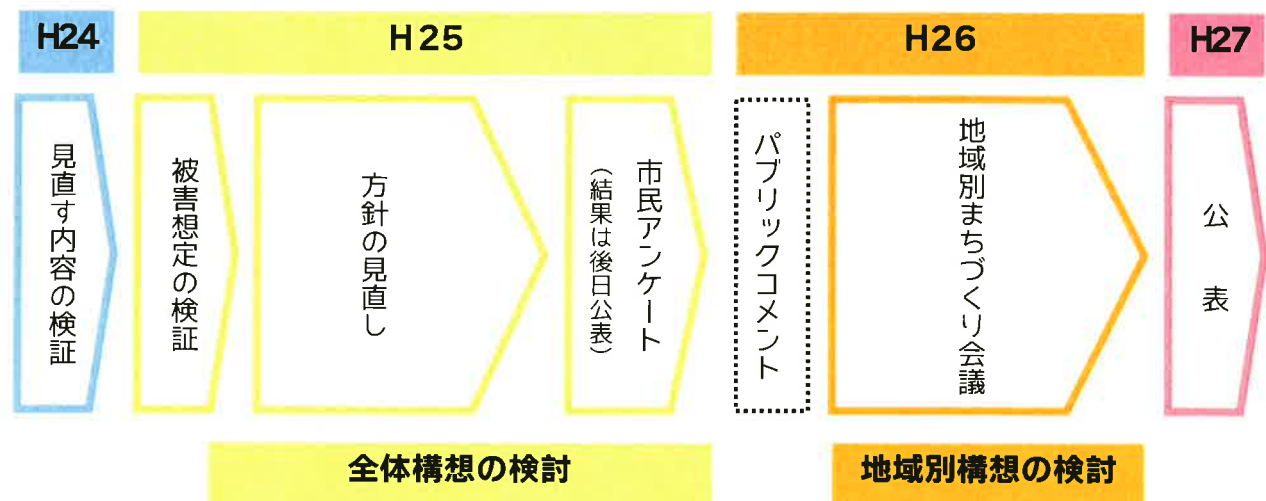 H24
H25
H26
H27
見直す内容の検証
被害想定の検証
方針の見直し
市民アンケート
（結果は後日公表）
パブリックコメント
地域別まちづくり会議
公表
全体構想の検討
地域別構想の検討